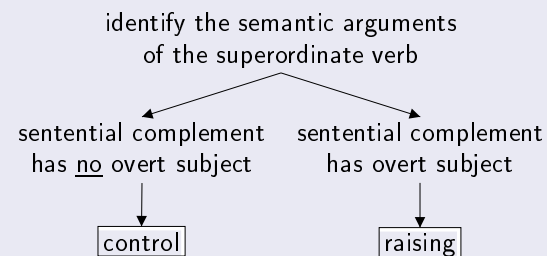 identify the semantic arguments
of the superordinate verb
sentential complement
has no overt subject
sentential complement
has overt subject
control
raising